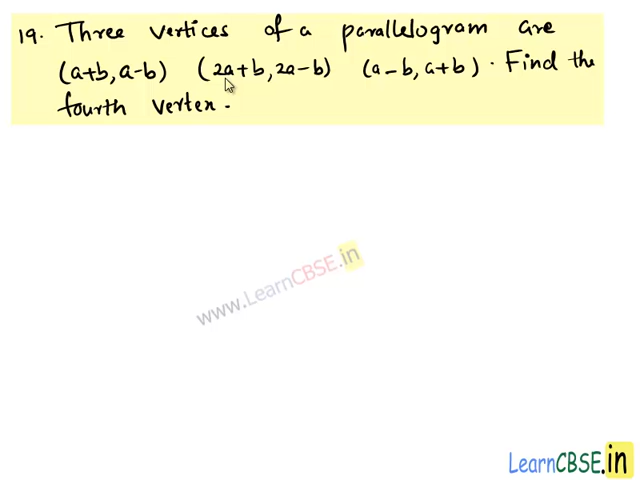 19. Three vertices of a parallelogram are
(a+b, a-b) (2a+b, 2a-b) (a-b, a+b). Find the
fourth vertex.
www.LearnCBSE.in
LearnCBSE.in